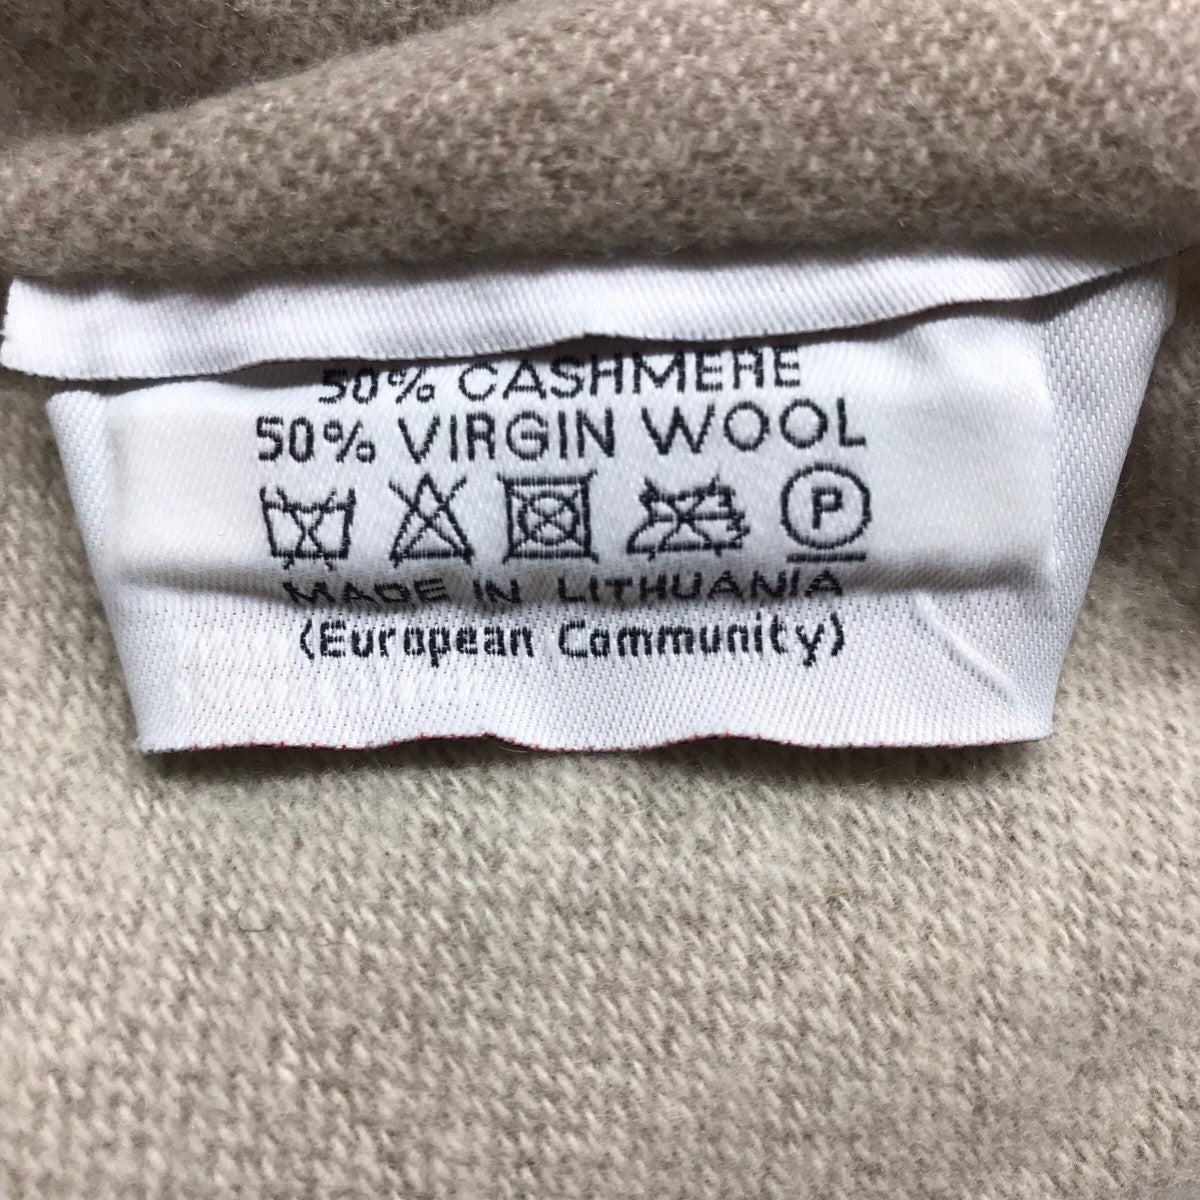 50% CASHMERE
50% VIRGIN WOOL
P
MADE IN LITHUANIA
(European Community)